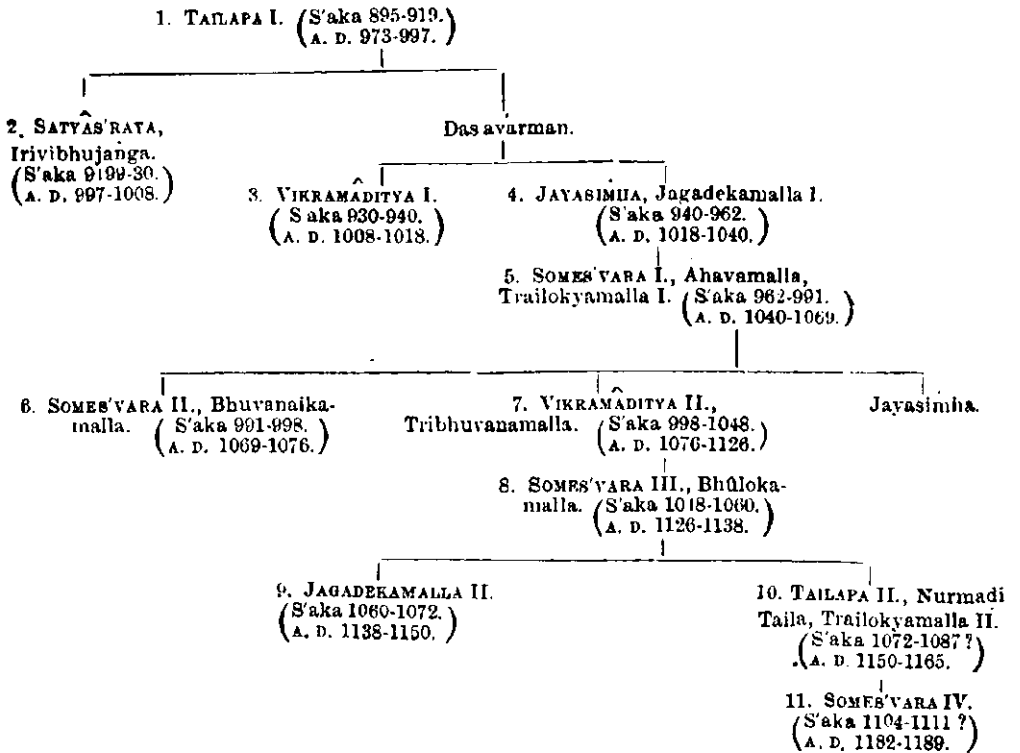 1. TAILAPA I. (S'aka 895-919.
A. D. 973-997.)
2. SATYÂS'RAYA,
Irivibhujanga.
(S'aka 9199-30.
A. D. 997-1008.)
Dasavarman.
3. VIKRAMÂDITYA I.
(S'aka 930-940.
A. D. 1008-1018.)
4. JAYASIMHA, Jagadekamalla I.
(S'aka 940-962.
A. D. 1018-1040.)
5. SOMES'VARA I., Ahavamalla,
Trailokyamalla I. (S'aka 962-991.
A. D. 1040-1069.)
6. SOMES'VARA II., Bhuvanaika-
malla. (S'aka 991-998.
A. D. 1069-1076.)
7. VIKRAMÂDITYA II.,
Tribhuvanamalla. (S'aka 998-1048.
A. D. 1076-1126.)
Jayasimha.
8. SOMES'VARA III., Bhûloka-
malla. (S'aka 1048-1060.
A. D. 1126-1138.)
9. JAGADEKAMALLA II.
(S'aka 1060-1072.
A. D. 1138-1150.)
10. TAILAPA II., Nurmadi
Taila, Trailokyamalla II.
(S'aka 1072-1087?
A. D. 1150-1165.)
11. SOMES'VARA IV.
(S'aka 1104-1111?
A. D. 1182-1189.)